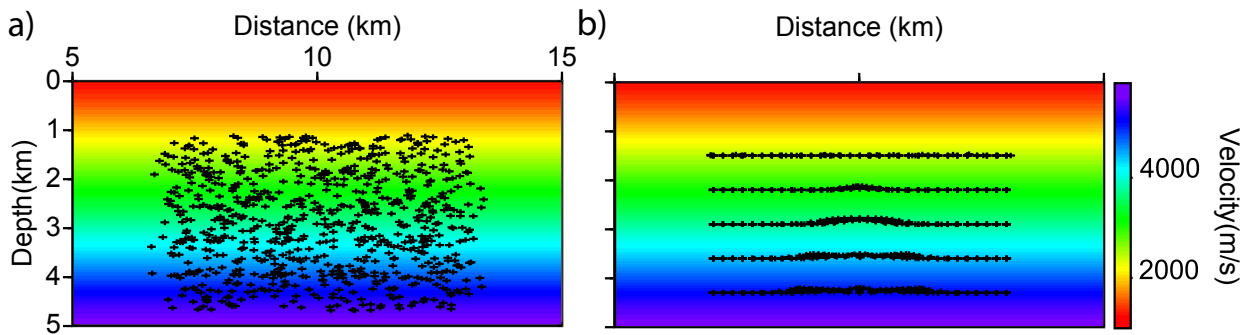 a)
Distance (km)
5 10 15
0
1
2
3
4
5
Depth(km)
b)
Distance (km)
4000
2000
Velocity(m/s)